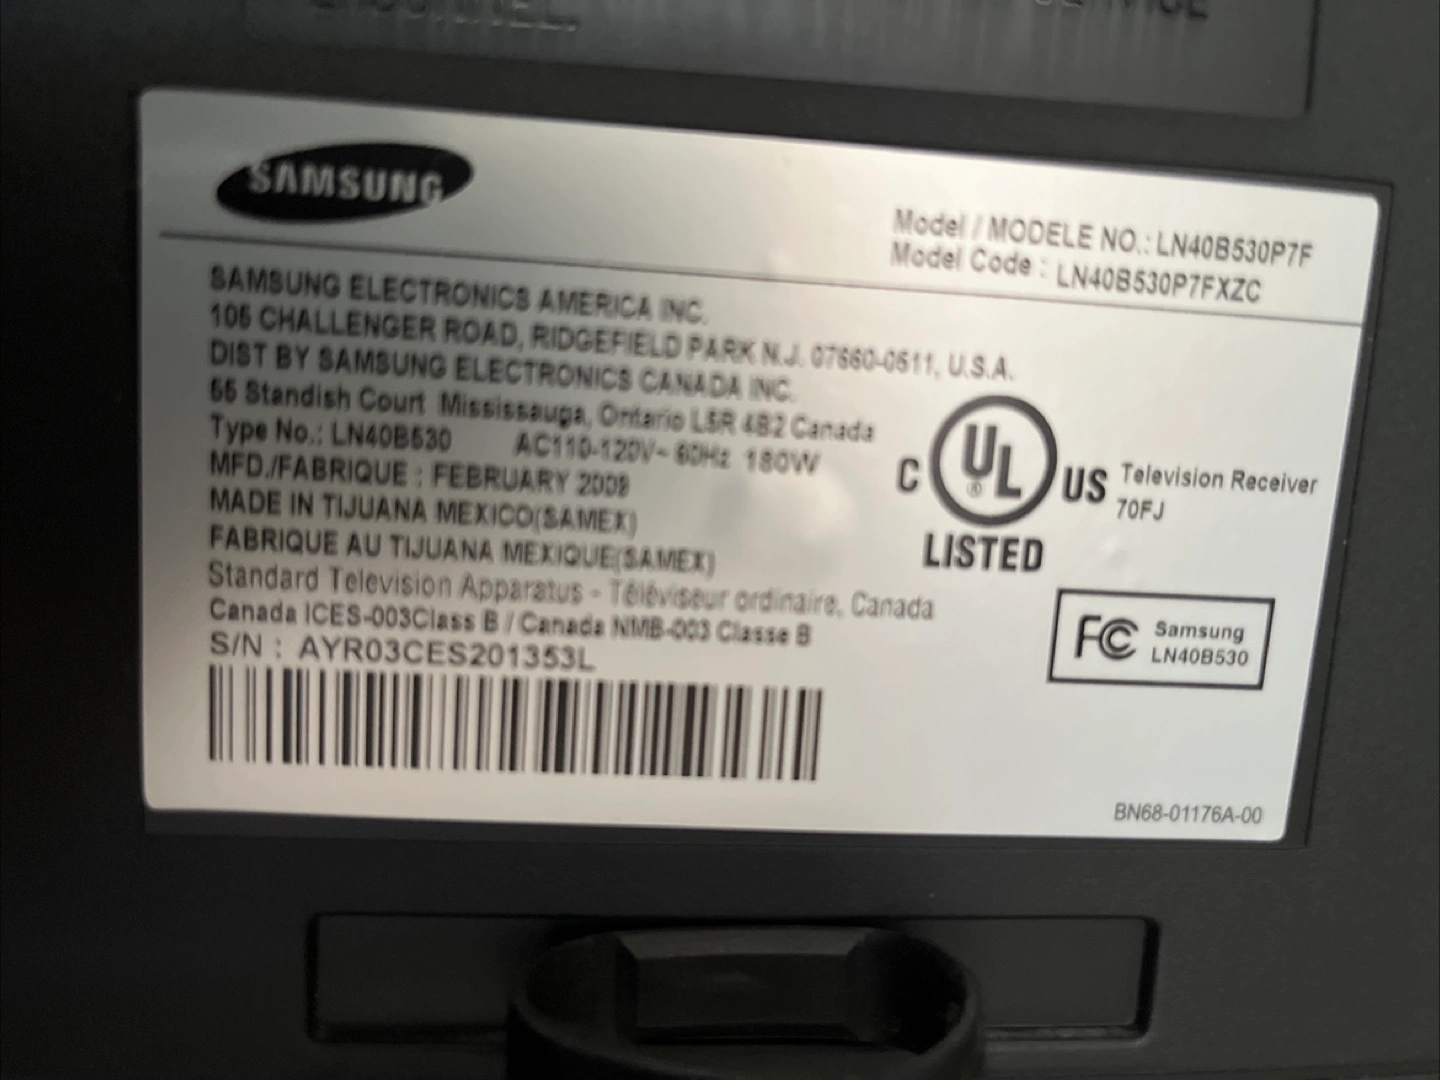 SERVICE
SAMSUNG
Model / MODELE NO.: LN40B530P7F
Model Code : LN40B530P7FXZC
SAMSUNG ELECTRONICS AMERICA INC.
105 CHALLENGER ROAD, RIDGEFIELD PARK N.J. 07660-0511, U.S.A.
DIST BY SAMSUNG ELECTRONICS CANADA INC.
55 Standish Court Mississauga, Ontario L5R 4B2 Canada
Type No.: LN40B530 AC110-120V~ 60Hz 180W
MFD./FABRIQUE : FEBRUARY 2009
MADE IN TIJUANA MEXICO(SAMEX)
FABRIQUE AU TIJUANA MEXIQUE(SAMEX)
Standard Television Apparatus - Téléviseur ordinaire, Canada
Canada ICES-003Class B / Canada NMB-003 Classe B
S/N : AYR03CES201353L
C UL ® US
LISTED
Television Receiver
70FJ
FC Samsung
LN40B530
BN68-01176A-00